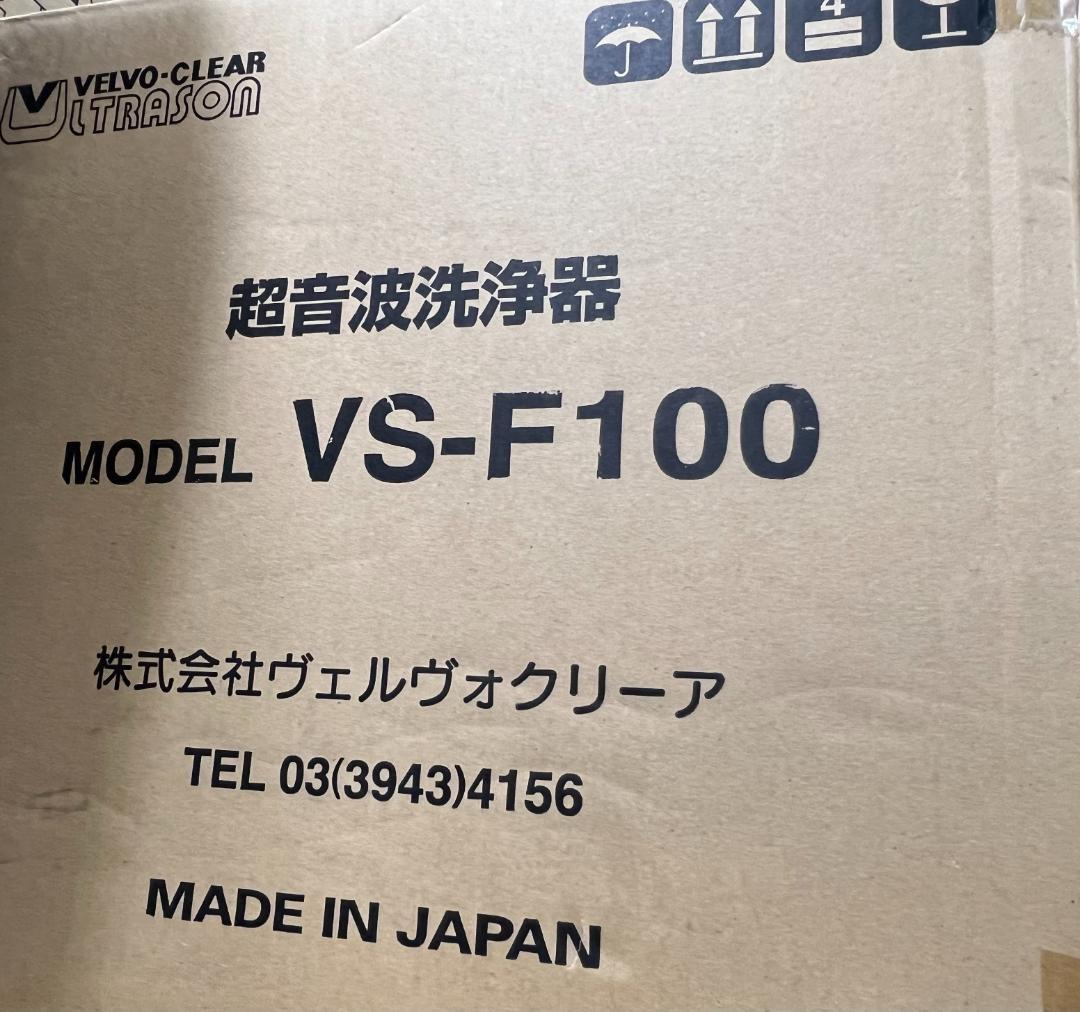 VELVO-CLEAR
ULTRASON
4
超音波洗浄器
MODEL VS-F100
株式会社ヴェルヴォクリーア
TEL 03(3943)4156
MADE IN JAPAN